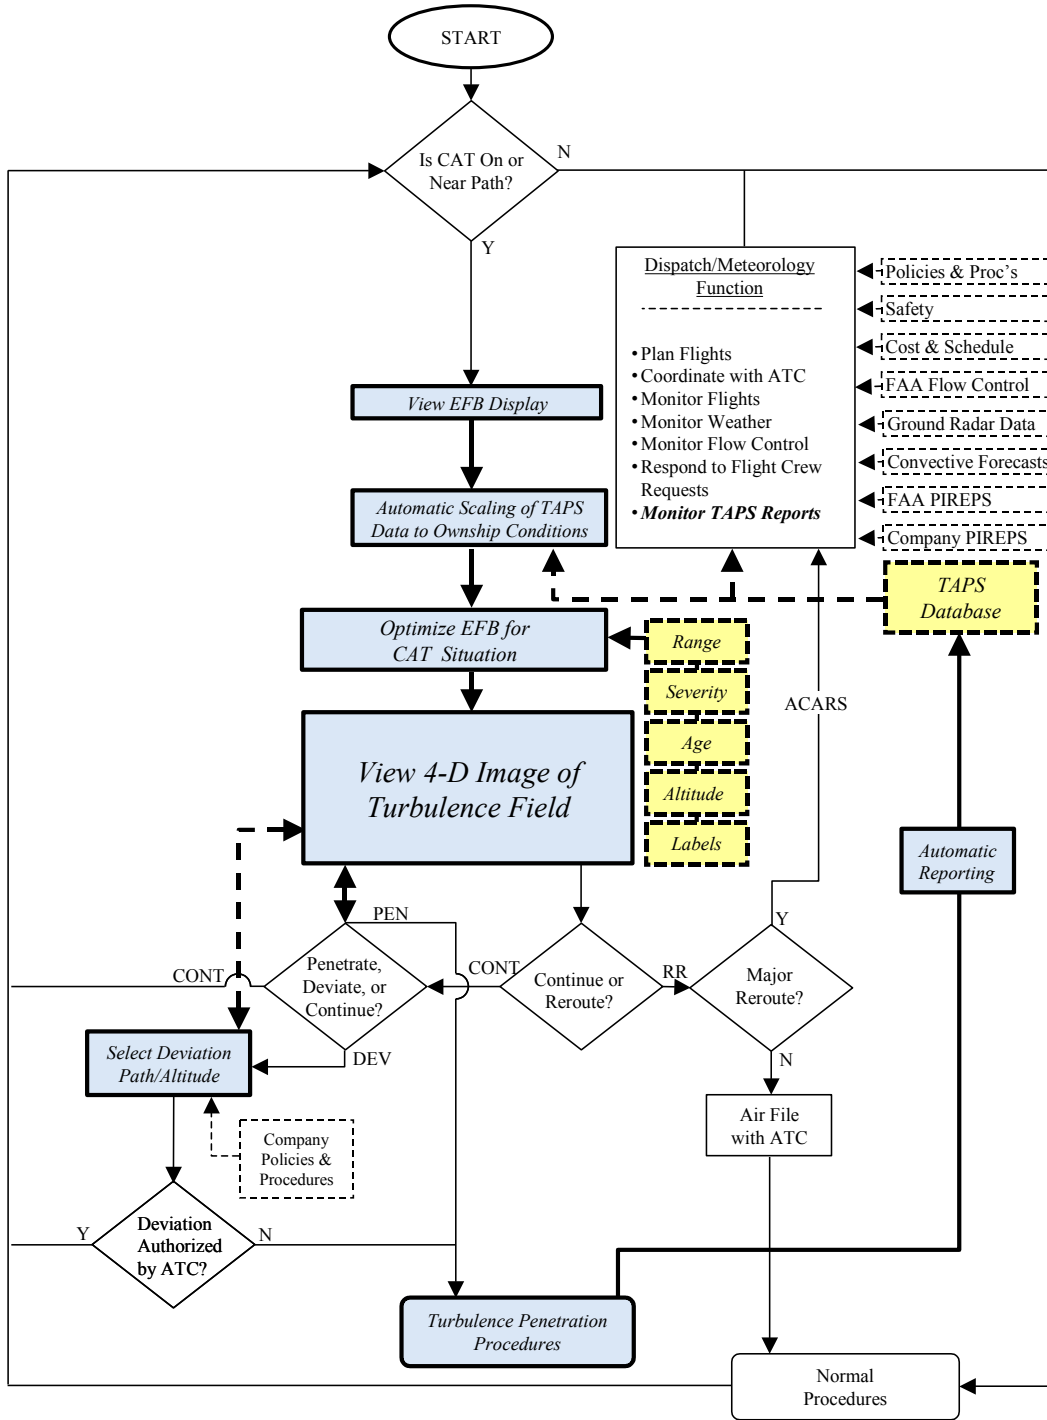 START
Is CAT On or
Near Path?
N
Y
Dispatch/Meteorology
Function
• Plan Flights
• Coordinate with ATC
• Monitor Flights
• Monitor Weather
• Monitor Flow Control
• Respond to Flight Crew
Requests
• Monitor TAPS Reports
Policies & Proc's
Safety
Cost & Schedule
FAA Flow Control
Ground Radar Data
Convective Forecasts
FAA PIREPS
Company PIREPS
View EFB Display
Automatic Scaling of TAPS
Data to Ownship Conditions
TAPS
Database
Optimize EFB for
CAT Situation
Range
Severity
Age
Altitude
Labels
ACARS
View 4-D Image of
Turbulence Field
Automatic
Reporting
PEN
Y
CONT
Penetrate,
Deviate, or
Continue?
CONT
Continue or
Reroute?
RR
Major
Reroute?
DEV
N
Select Deviation
Path/Altitude
Air File
with ATC
Company
Policies &
Procedures
Y
Deviation
Authorized
by ATC?
N
Turbulence Penetration
Procedures
Normal
Procedures